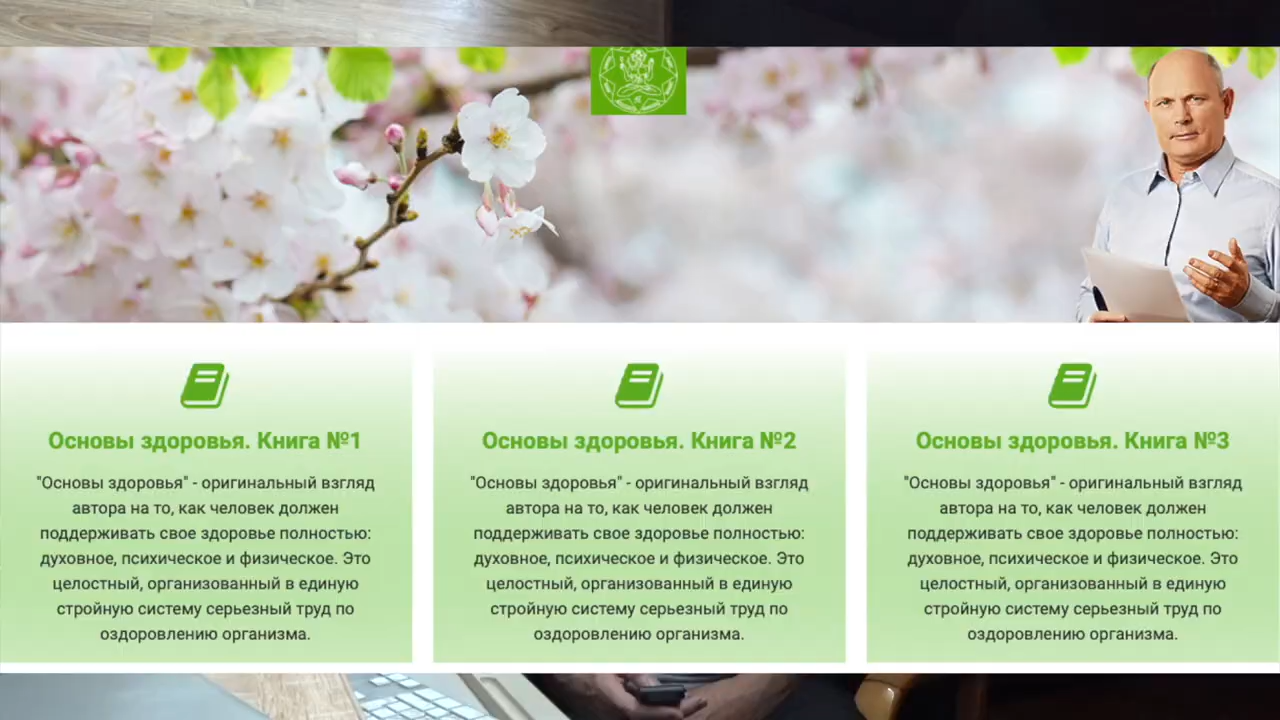 Основы здоровья. Книга №1
"Основы здоровья" - оригинальный взгляд
автора на то, как человек должен
поддерживать свое здоровье полностью:
духовное, психическое и физическое. Это
целостный, организованный в единую
стройную систему серьезный труд по
оздоровлению организма.
Основы здоровья. Книга №2
"Основы здоровья" - оригинальный взгляд
автора на то, как человек должен
поддерживать свое здоровье полностью:
духовное, психическое и физическое. Это
целостный, организованный в единую
стройную систему серьезный труд по
оздоровлению организма.
Основы здоровья. Книга №3
"Основы здоровья" - оригинальный взгляд
автора на то, как человек должен
поддерживать свое здоровье полностью:
духовное, психическое и физическое. Это
целостный, организованный в единую
стройную систему серьезный труд по
оздоровлению организма.